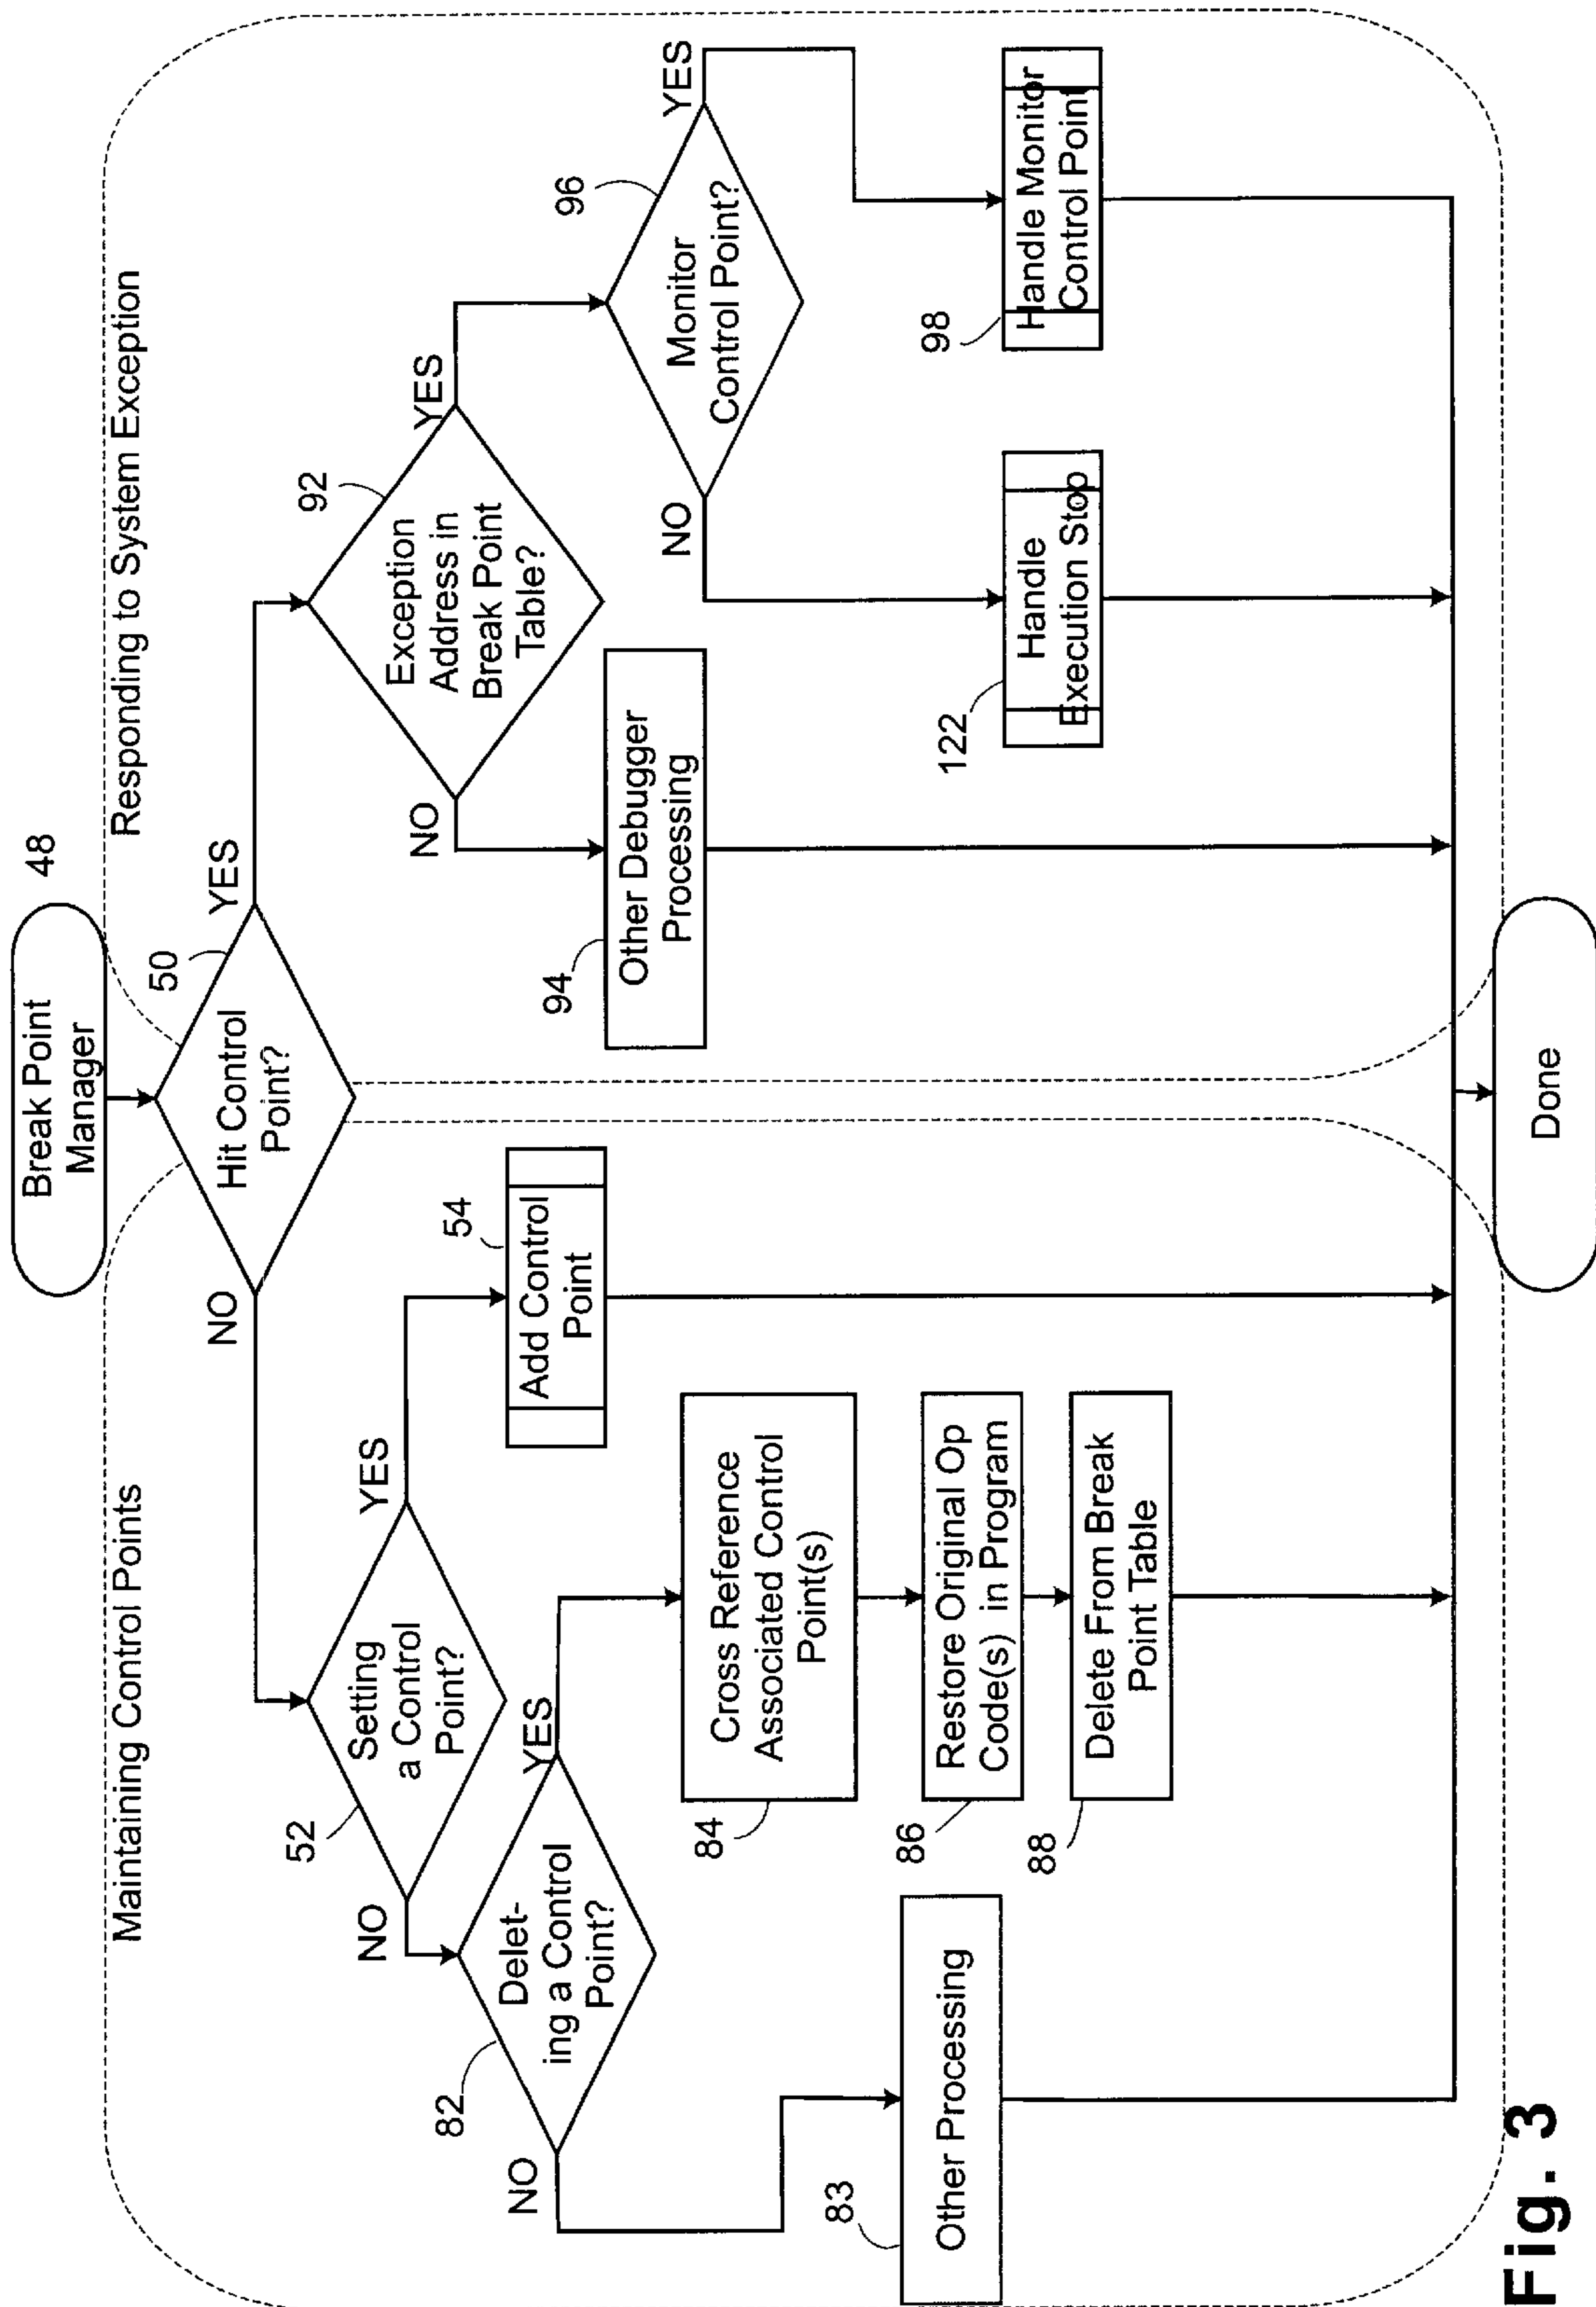 Break Point
Manager
48
50
Hit Control
Point?
NO
YES
Maintaining Control Points
Responding to System Exception
52
Setting
a Control
Point?
NO
YES
54
Add Control
Point
82
Delet-
ing a Control
Point?
NO
YES
83
Other Processing
84
Cross Reference
Associated Control
Point(s)
86
Restore Original Op
Code(s) in Program
88
Delete From Break
Point Table
92
Exception
Address in
Break Point
Table?
NO
YES
94
Other Debugger
Processing
96
Monitor
Control Point?
NO
YES
122
Handle
Execution Stop
98
Handle Monitor
Control Point
Done
Fig. 3